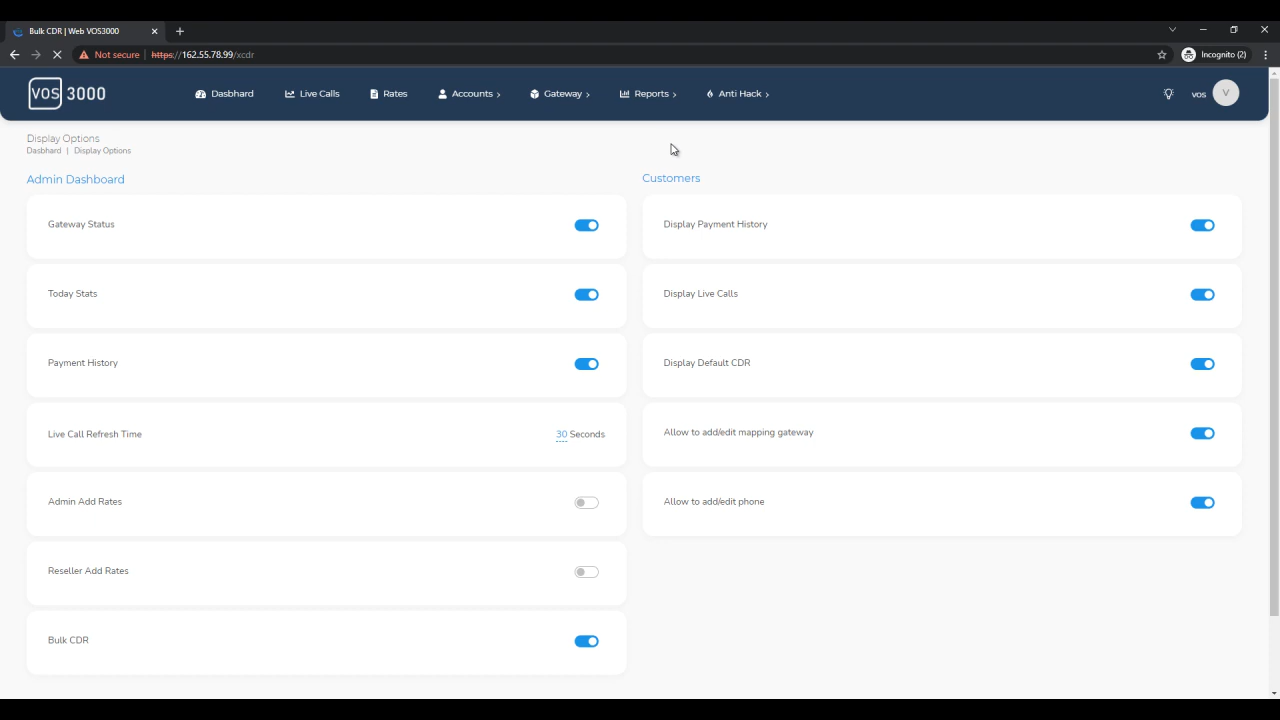 Bulk CDR | Web VOS3000
Not secure https://162.55.78.99/xcdr
Incognito (2)
VOS 3000
Dasbhard
Live Calls
Rates
Accounts
Gateway
Reports
Anti Hack
vos
V
Display Options
Dasbhard | Display Options
Admin Dashboard
Gateway Status
Today Stats
Payment History
Live Call Refresh Time
30 Seconds
Admin Add Rates
Reseller Add Rates
Bulk CDR
Customers
Display Payment History
Display Live Calls
Display Default CDR
Allow to add/edit mapping gateway
Allow to add/edit phone